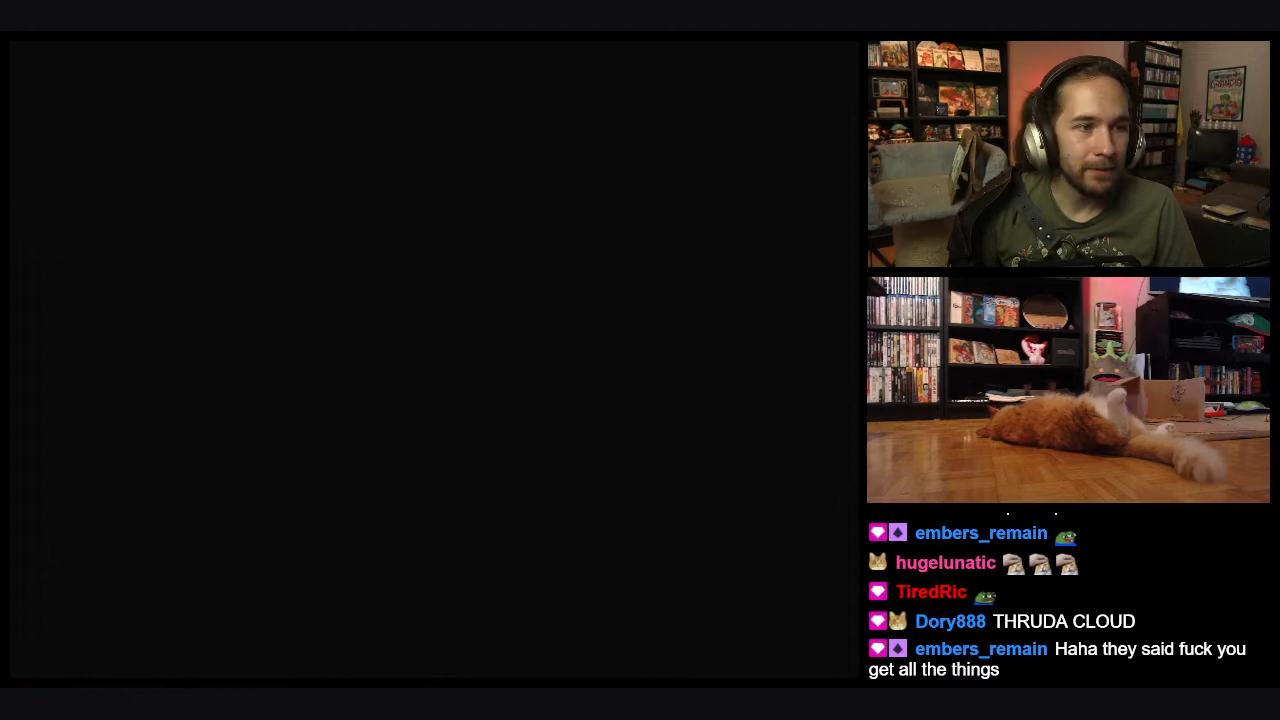 embers_remain
hugelunatic
TiredRic
Dory888 THRUDA CLOUD
embers_remain Haha they said fuck you
get all the things